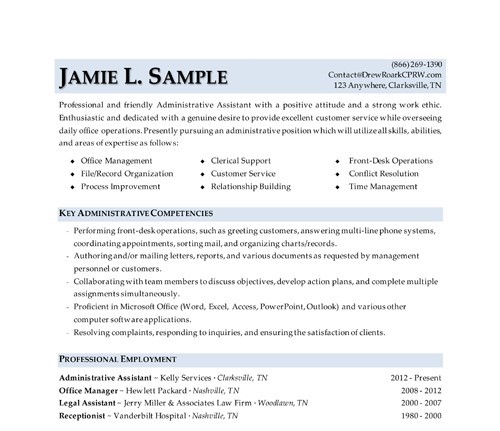 (866) 269-1390
JAMIE L. SAMPLE
Contact@DrewRoarkCPRW.com
123 Anywhere, Clarksville, TN
Professional and friendly Administrative Assistant with a positive attitude and a strong work ethic.
Enthusiastic and dedicated with a genuine desire to provide excellent customer service while overseeing
daily office operations. Presently pursuing an administrative position which will utilize all skills, abilities,
and areas of expertise as follows:
◆ Office Management ◆ Clerical Support ◆ Front-Desk Operations
◆ File/Record Organization ◆ Customer Service ◆ Conflict Resolution
◆ Process Improvement ◆ Relationship Building ◆ Time Management
KEY ADMINISTRATIVE COMPETENCIES
- Performing front-desk operations, such as greeting customers, answering multi-line phone systems,
coordinating appointments, sorting mail, and organizing charts/records.
- Authoring and/or mailing letters, reports, and various documents as requested by management
personnel or customers.
- Collaborating with team members to discuss objectives, develop action plans, and complete multiple
assignments simultaneously.
- Proficient in Microsoft Office (Word, Excel, Access, PowerPoint, Outlook) and various other
computer software applications.
- Resolving complaints, responding to inquiries, and ensuring the satisfaction of clients.
PROFESSIONAL EMPLOYMENT
Administrative Assistant ~ Kelly Services · Clarksville, TN 2012 - Present
Office Manager ~ Hewlett Packard · Nashville, TN 2008 - 2012
Legal Assistant ~ Jerry Miller & Associates Law Firm · Woodlawn, TN 2000 - 2007
Receptionist ~ Vanderbilt Hospital · Nashville, TN 1980 - 2000